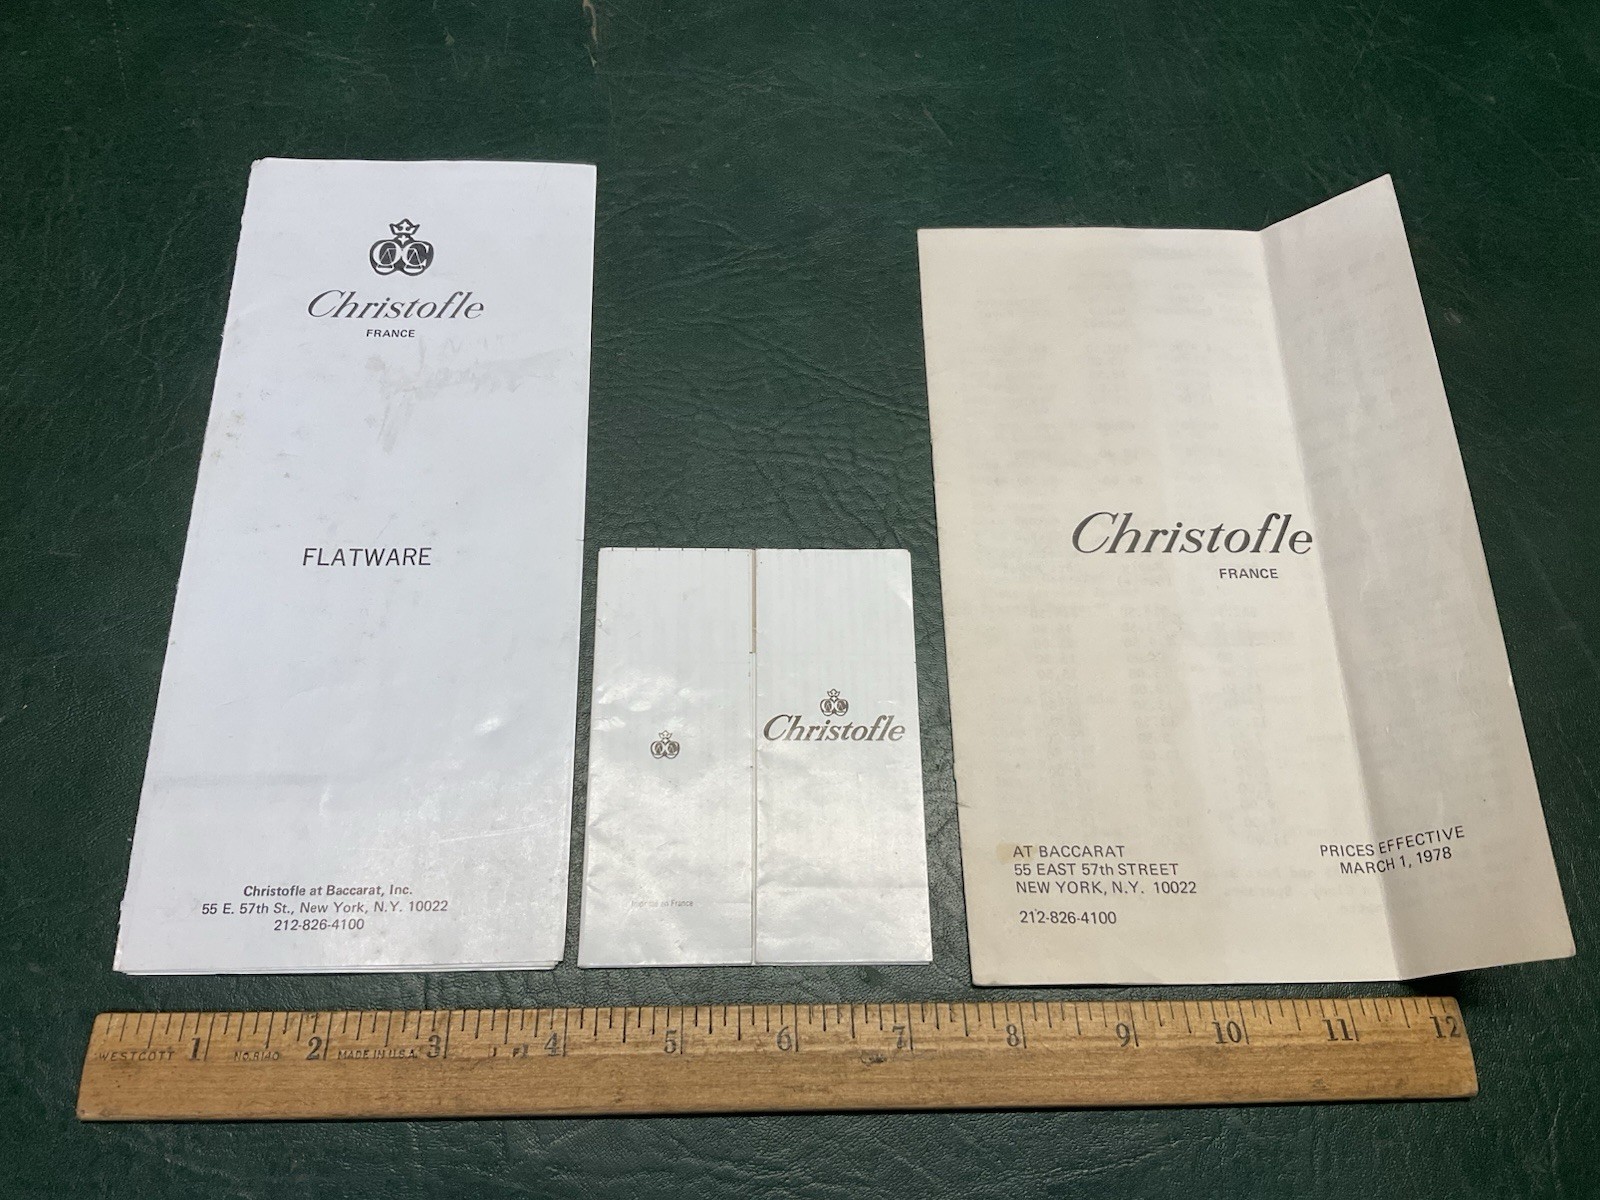 Christofle
FRANCE
FLATWARE
Christofle at Baccarat, Inc.
55 E. 57th St., New York, N.Y. 10022
212-826-4100
Christofle
en France
Christofle
FRANCE
AT BACCARAT
55 EAST 57th STREET
NEW YORK, N.Y. 10022
212-826-4100
PRICES EFFECTIVE
MARCH 1, 1978
1 2 3 4 5 6 7 8 9 10 11 12
WESTCOTT MADE IN U.S.A.